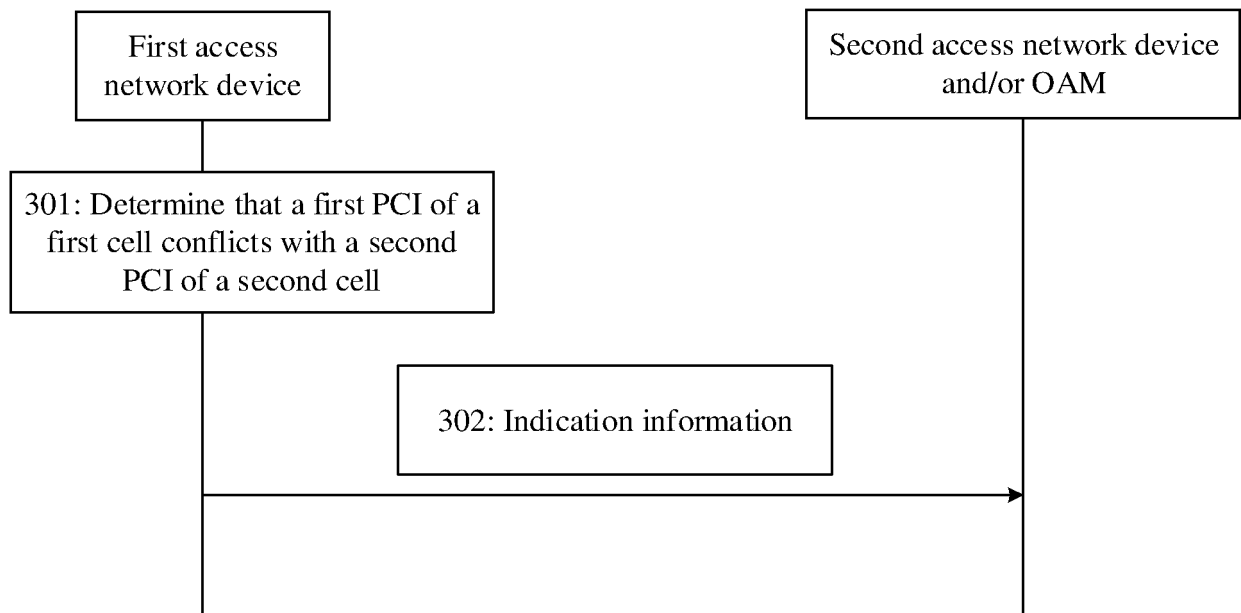 First access
network device
Second access network device
and/or OAM
301: Determine that a first PCI of a
first cell conflicts with a second
PCI of a second cell
302: Indication information